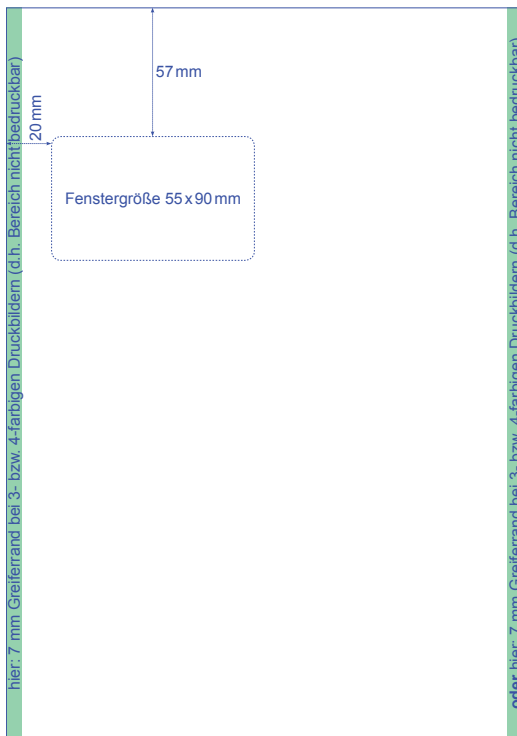 57 mm
20 mm
Fenstergröße 55 x 90 mm
hier: 7 mm Greiferrand bei 3- bzw. 4-farbigen Druckbildern (d.h. Bereich nicht bedruckbar)
oder hier: 7 mm Greiferrand bei 3- bzw. 4-farbigen Druckbildern (d.h. Bereich nicht bedruckbar)